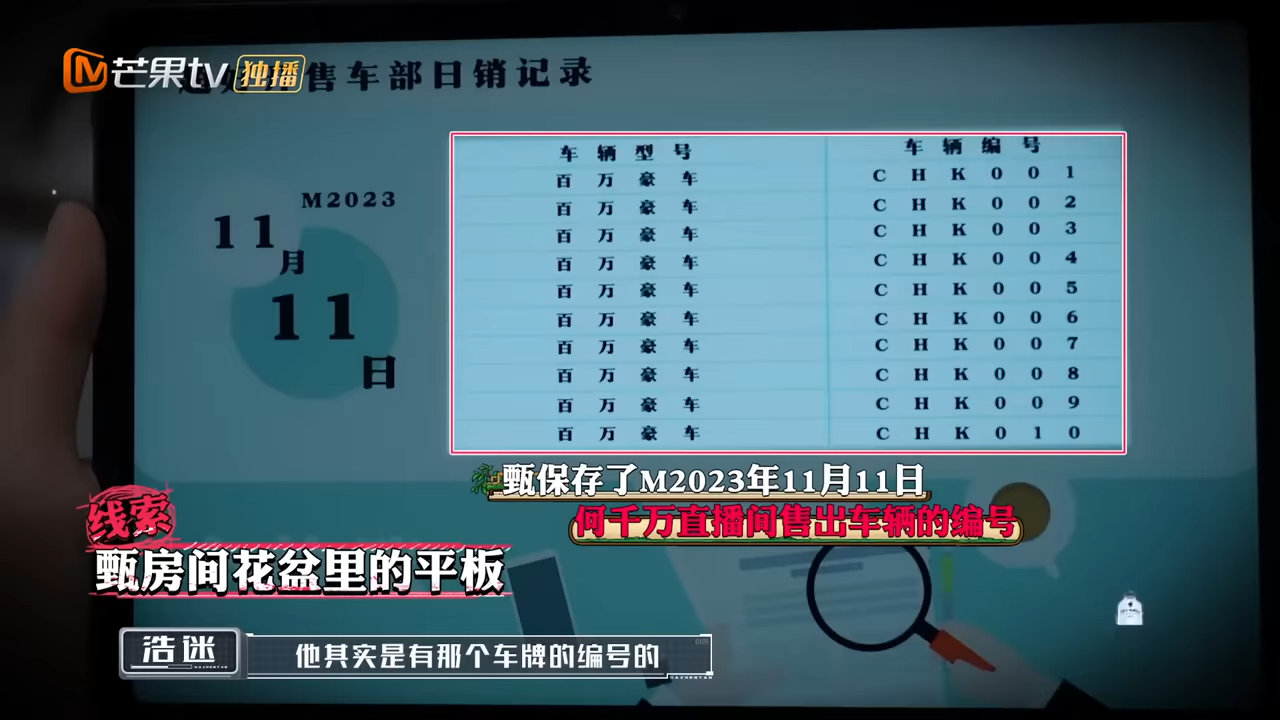 芒果tv 独播
售车部日销记录
M2023
11月
11日
车辆型号 车辆编号
百万豪车 CHK001
百万豪车 CHK002
百万豪车 CHK003
百万豪车 CHK004
百万豪车 CHK005
百万豪车 CHK006
百万豪车 CHK007
百万豪车 CHK008
百万豪车 CHK009
百万豪车 CHK010
甄保存了M2023年11月11日
何千万直播间售出车辆的编号
线索
甄房间花盆里的平板
浩迷 他其实是有那个车牌的编号的